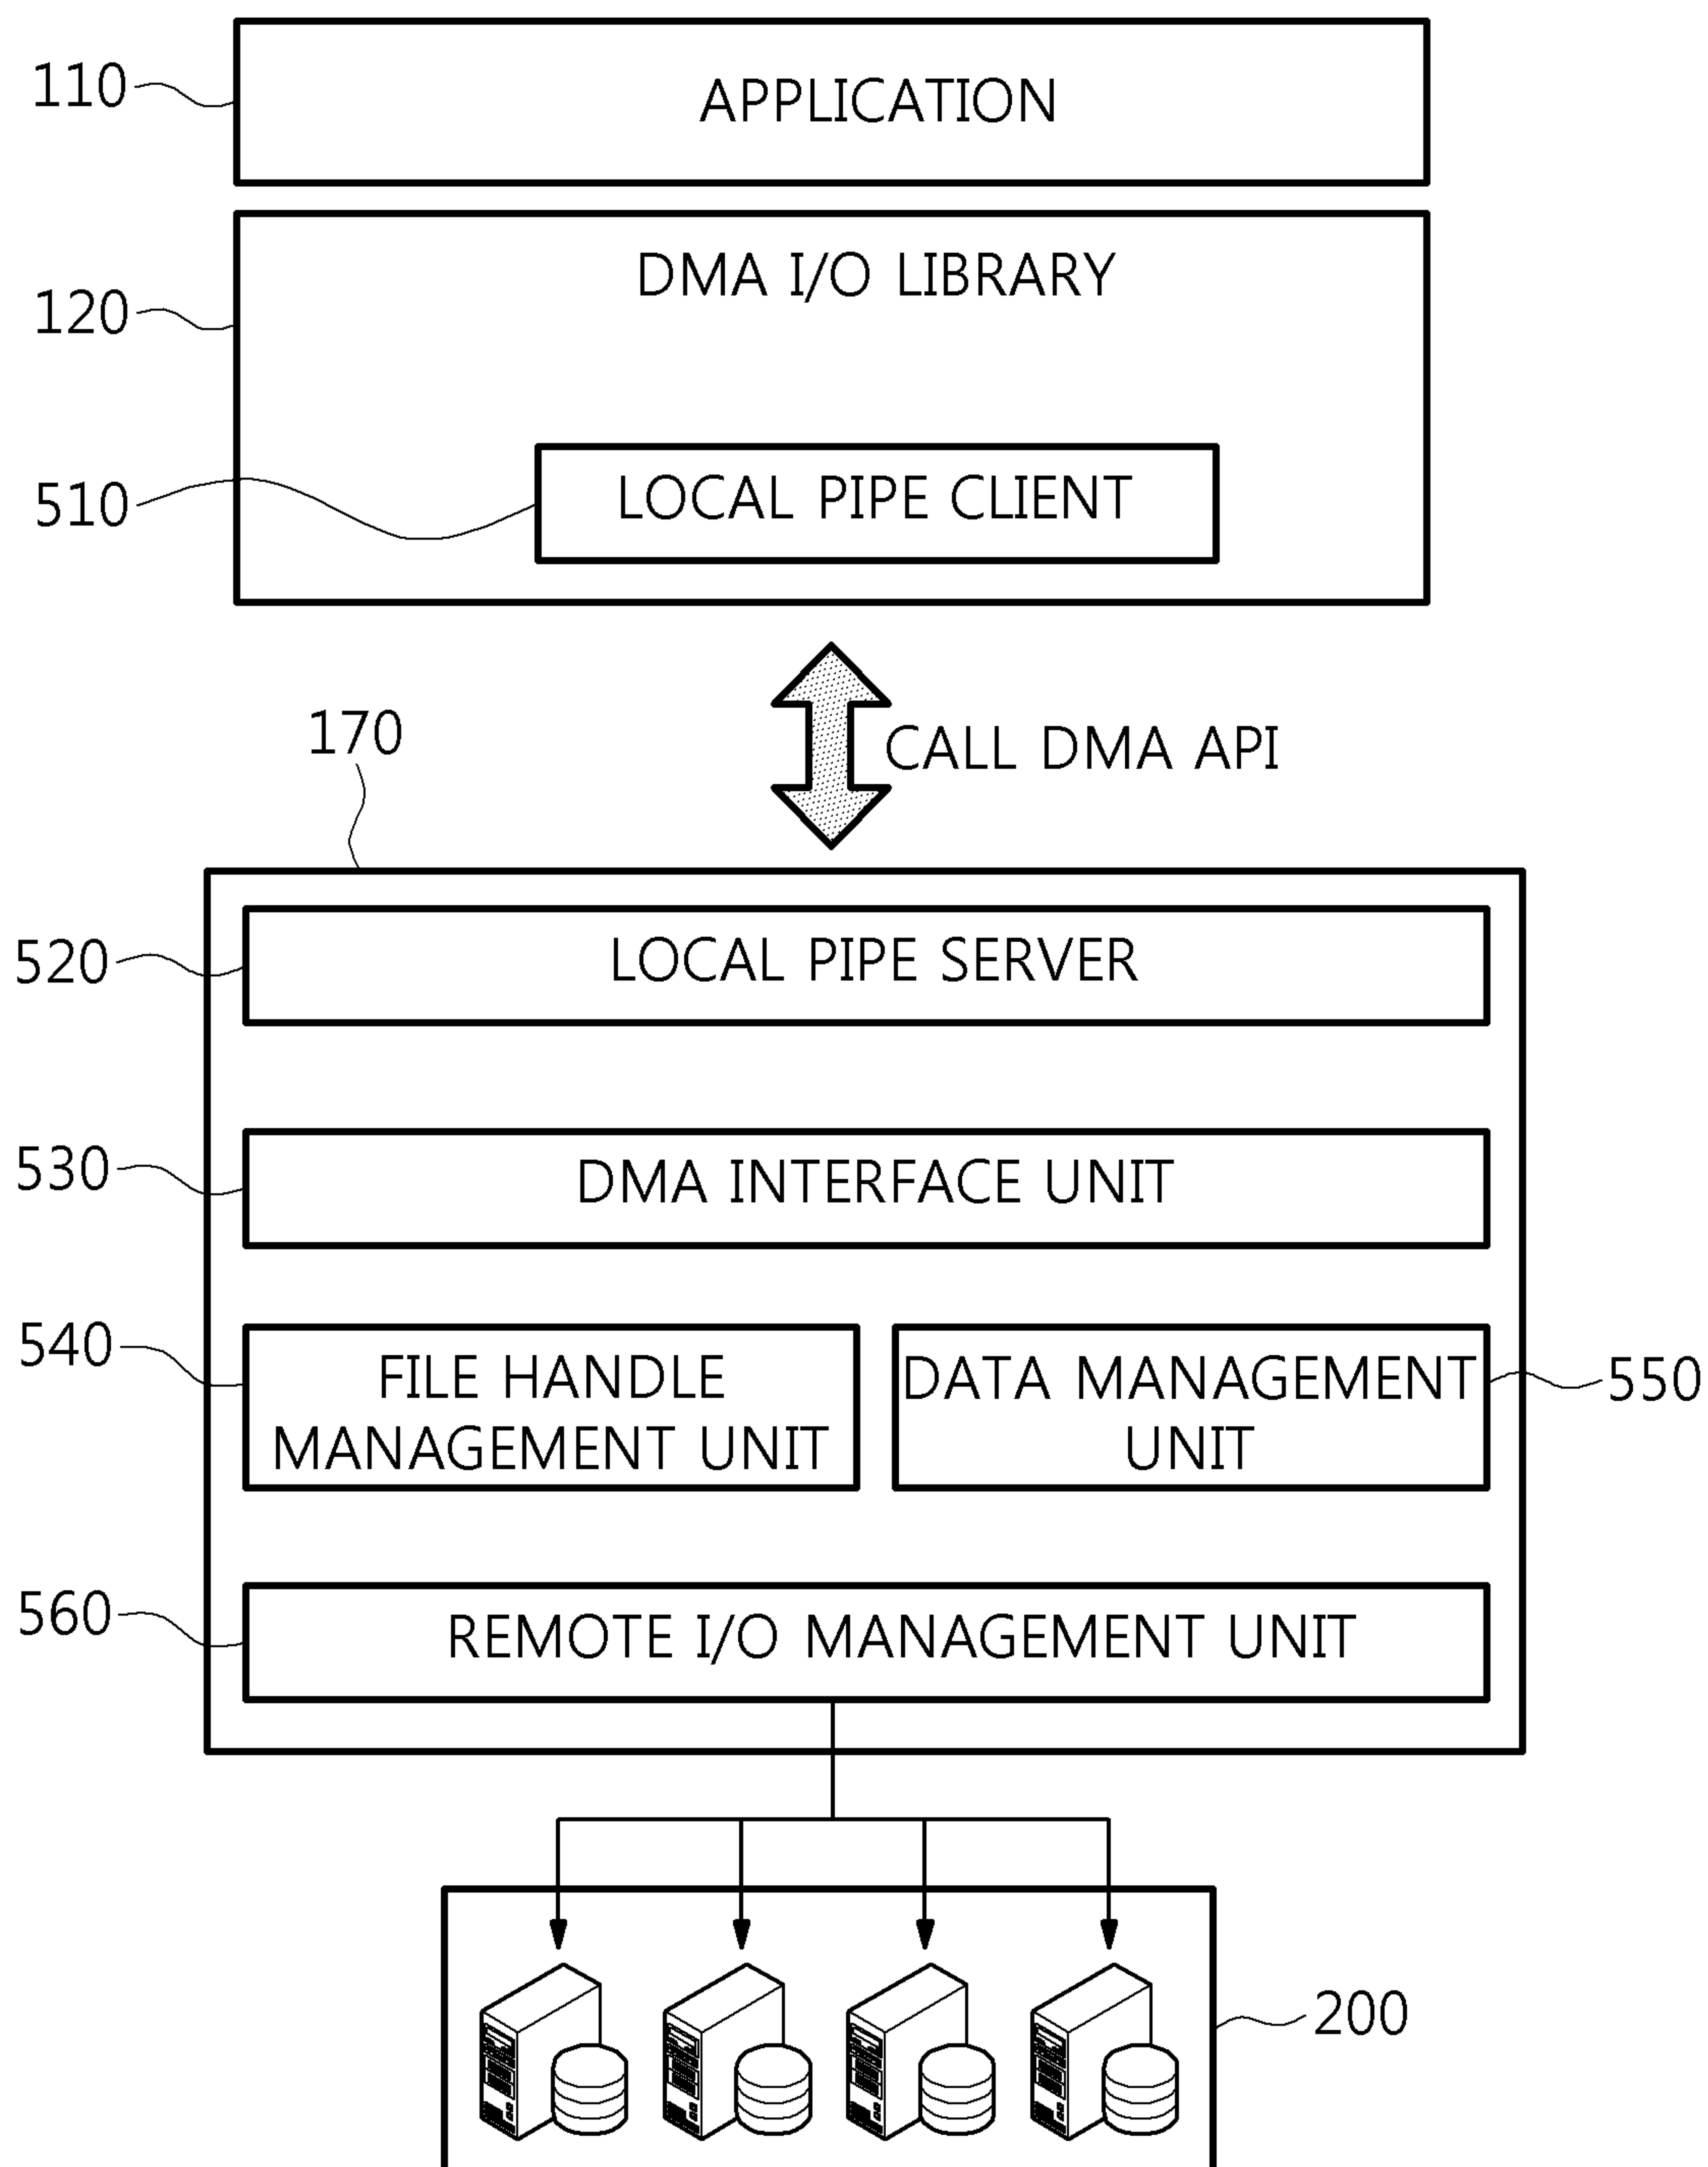 110
APPLICATION
DMA I/O LIBRARY
120
LOCAL PIPE CLIENT
510
170
CALL DMA API
520
LOCAL PIPE SERVER
530
DMA INTERFACE UNIT
540
FILE HANDLE
MANAGEMENT UNIT
DATA MANAGEMENT
UNIT
550
560
REMOTE I/O MANAGEMENT UNIT
200